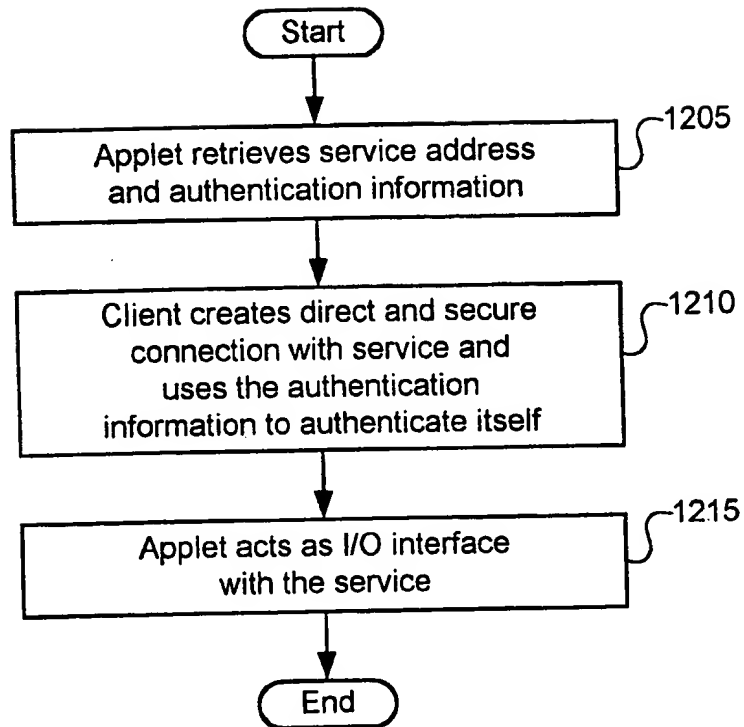 Start
1205
Applet retrieves service address
and authentication information
1210
Client creates direct and secure
connection with service and
uses the authentication
information to authenticate itself
1215
Applet acts as I/O interface
with the service
End